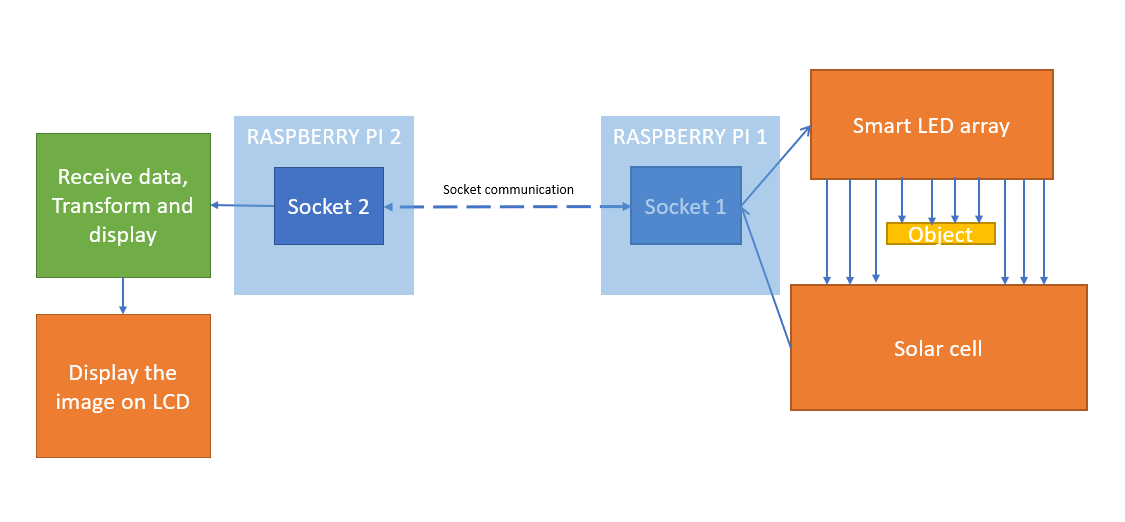 RASPBERRY PI 2
RASPBERRY PI 1
Smart LED array
Receive data,
Transform and
display
Socket 2
Socket communication
Socket 1
Object
Solar cell
Display the
image on LCD